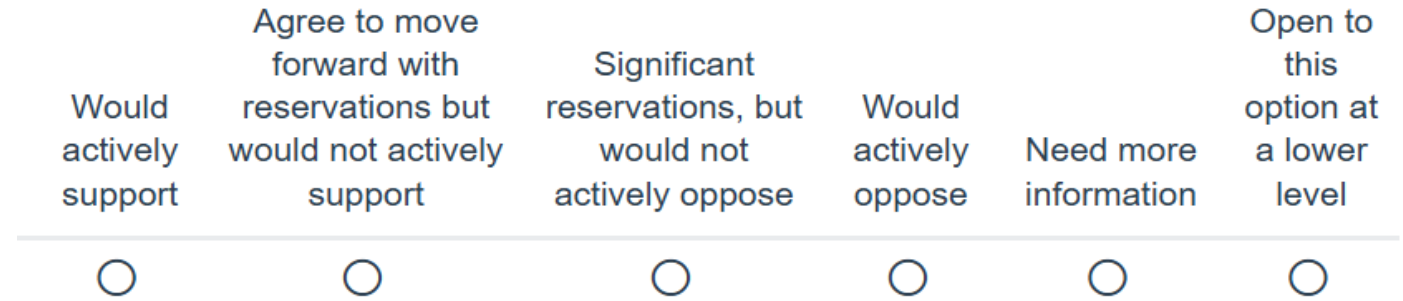 Would
actively
support
Agree to move
forward with
reservations but
would not actively
support
Significant
reservations, but
would not
actively oppose
Would
actively
oppose
Need more
information
Open to
this
option at
a lower
level